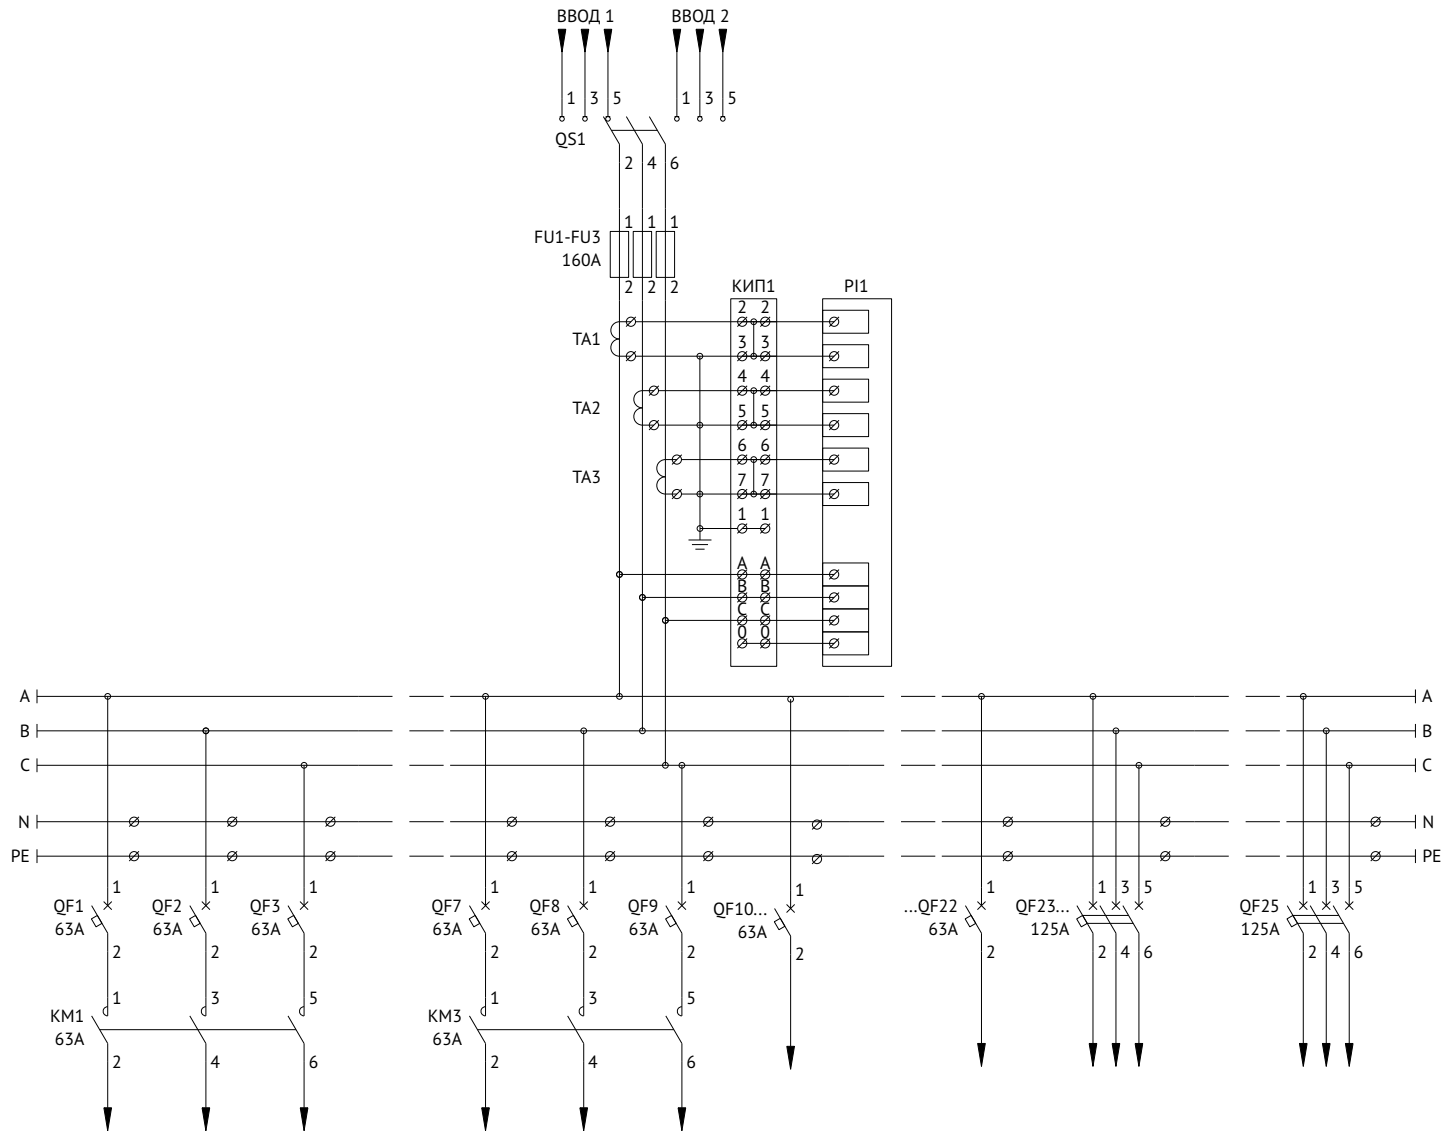 ВВОД 1 ВВОД 2
1 3 5 1 3 5
QS1
2 4 6
1 1 1
FU1-FU3
160А
2 2 2
КИП1 PI1
2 2
TA1
3 3
4 4
TA2
5 5
6 6
TA3
7 7
1 1
A A
B B
C C
0 0
A A
B B
C C
N N
PE PE
1 1 1 1 1 1 1 1 1 3 5 1 3 5
QF1 QF2 QF3 QF7 QF8 QF9 QF10... ...QF22 QF23... QF25
63А 63А 63А 63А 63А 63А 63А 63А 125А 125А
2 2 2 2 2 2 2 2 2 4 6 2 4 6
1 3 5 1 3 5
KM1 KM3
63А 63А
2 4 6 2 4 6